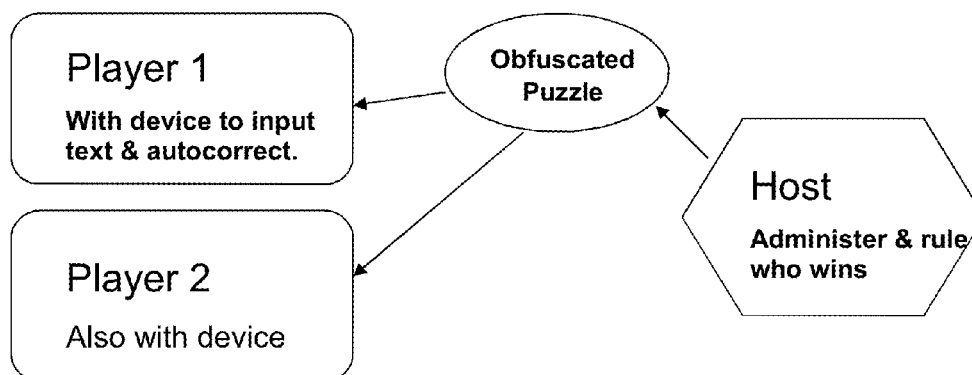 Player 1
With device to input
text & autocorrect.
Obfuscated
Puzzle
Host
Administer & rule
who wins
Player 2
Also with device